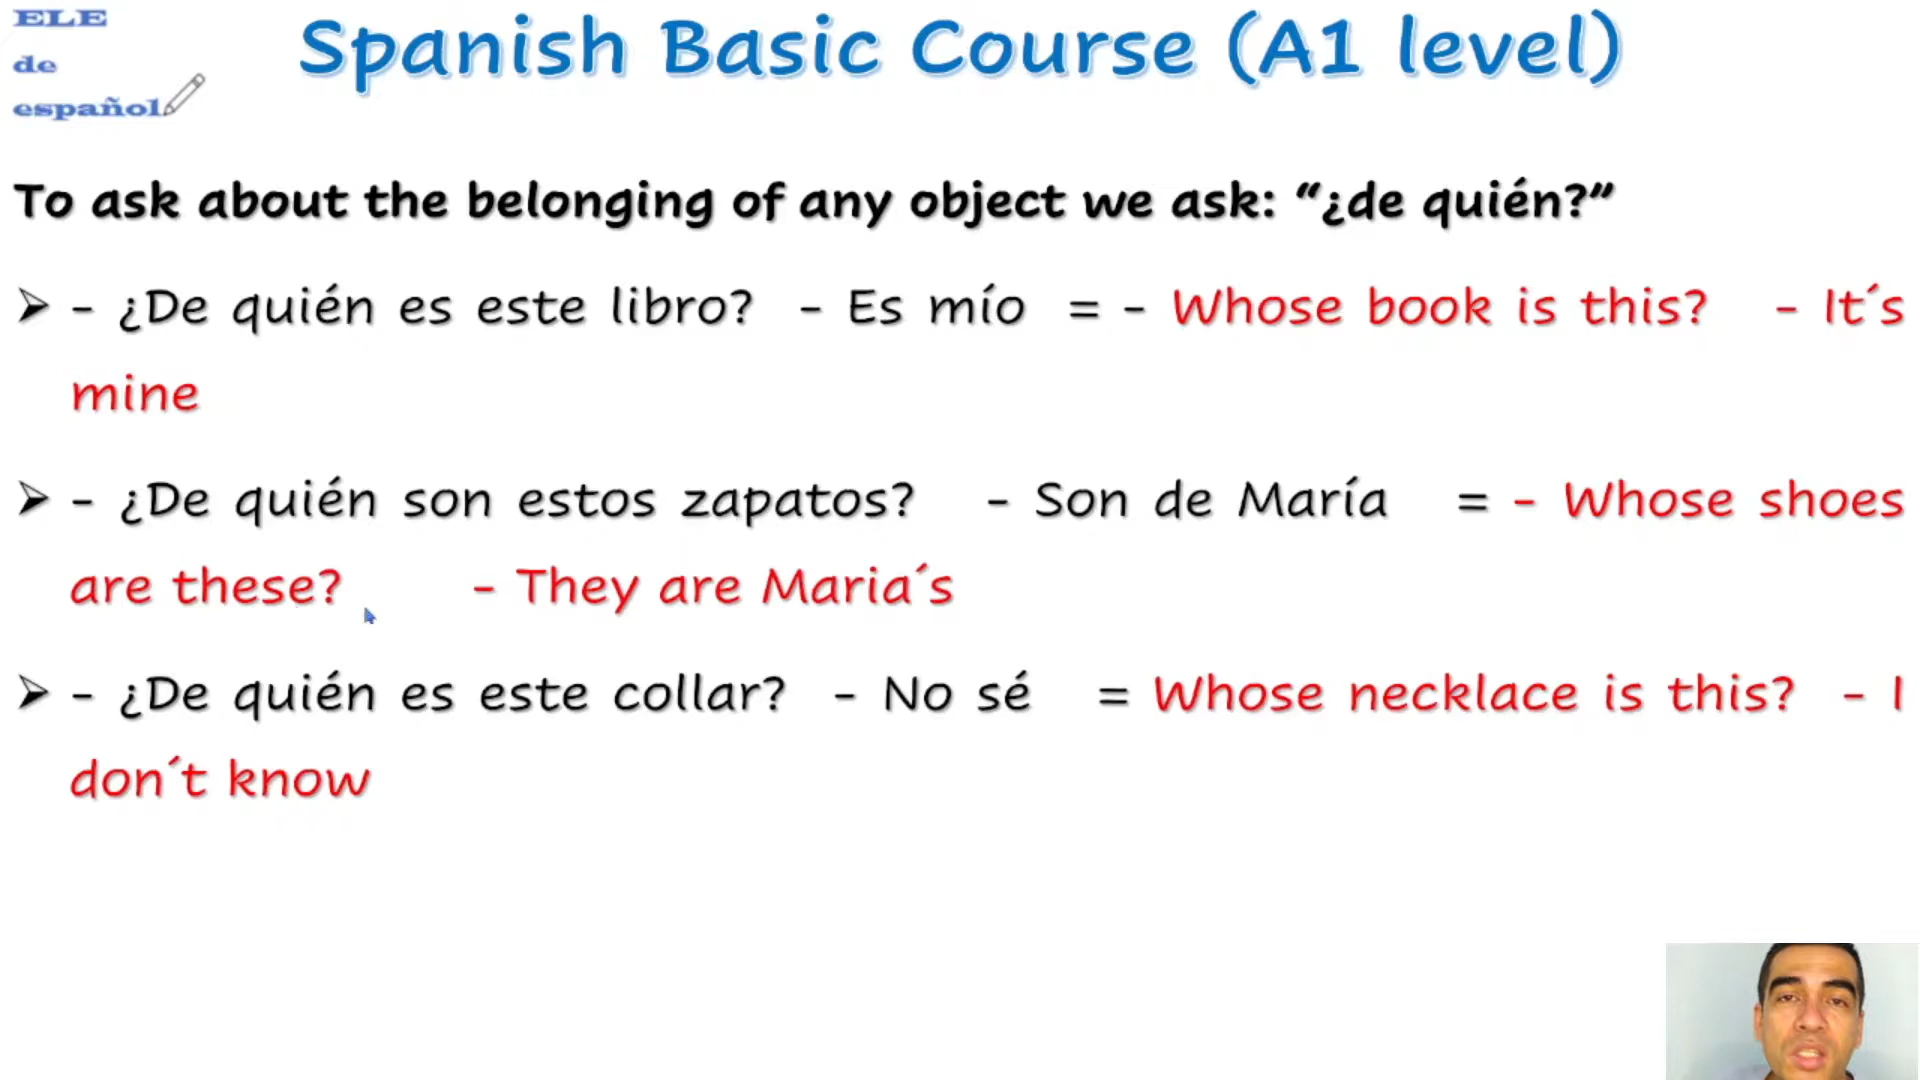 ELE
de
español
Spanish Basic Course (A1 level)
To ask about the belonging of any object we ask: “¿de quién?”
➢ - ¿De quién es este libro? - Es mío = - Whose book is this? - It´s
mine
➢ - ¿De quién son estos zapatos? - Son de María = - Whose shoes
are these? - They are Maria´s
➢ - ¿De quién es este collar? - No sé = Whose necklace is this? - I
don´t know